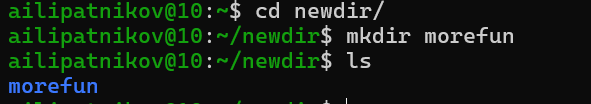 ailipatnikov@10:~$ cd newdir/
ailipatnikov@10:~/newdir$ mkdir morefun
ailipatnikov@10:~/newdir$ ls
morefun